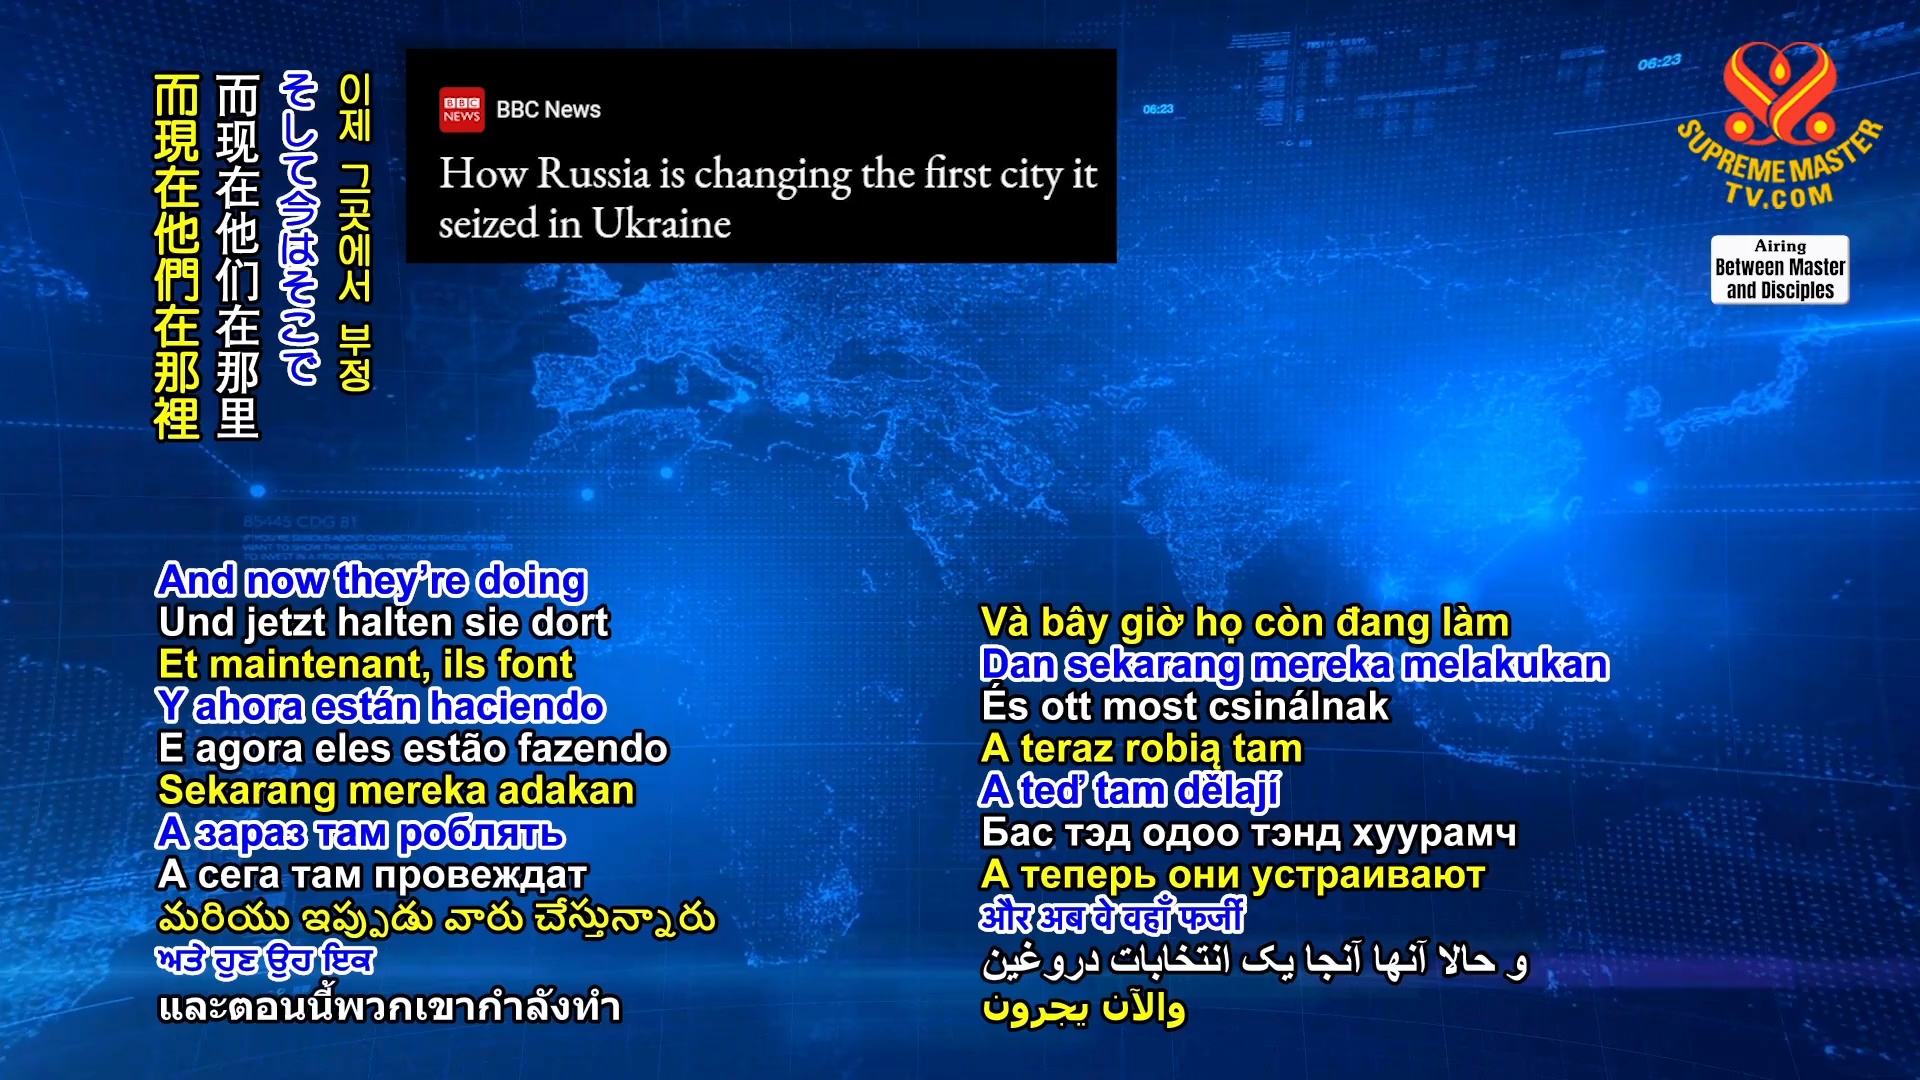 而現在他們在那裡
而现在他们在那里
そして今はそこで
이제 그곳에서 부정
BBC NEWS
BBC News
How Russia is changing the first city it
seized in Ukraine
06:23
06:23
SUPREME MASTER
TV.COM
Airing
Between Master
and Disciples
85445 CDG BT
And now they’re doing
Und jetzt halten sie dort
Et maintenant, ils font
Y ahora están haciendo
E agora eles estão fazendo
Sekarang mereka adakan
А зараз там роблять
А сега там провеждат
మరియు ఇప్పుడు వారు చేస్తున్నారు
ਅਤੇ ਹੁਣ ਉਹ ਇਕ
และตอนนี้พวกเขากำลังทำ
Và bây giờ họ còn đang làm
Dan sekarang mereka melakukan
És ott most csinálnak
A teraz robią tam
A teď tam dělají
Бас тэд одоо тэнд хуурамч
А теперь они устраивают
और अब वे वहाँ फर्जी
و حالا آنها آنجا یک انتخابات دروغین
والآن يجرون